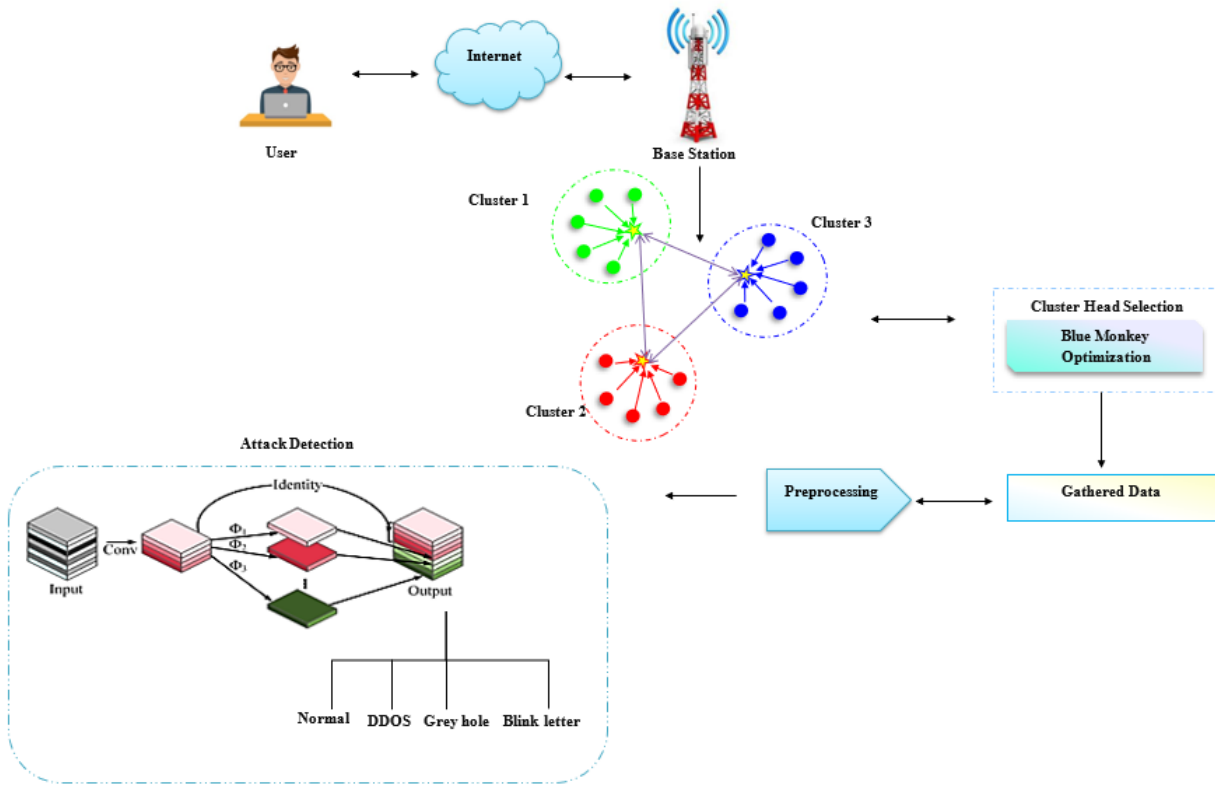 Internet
User
Base Station
Cluster 1
Cluster 3
Cluster 2
Cluster Head Selection
Blue Monkey
Optimization
Gathered Data
Preprocessing
Attack Detection
Identity
Conv
Φ1
Φ2
Φ3
Input
Output
Normal
DDOS
Grey hole
Blink letter